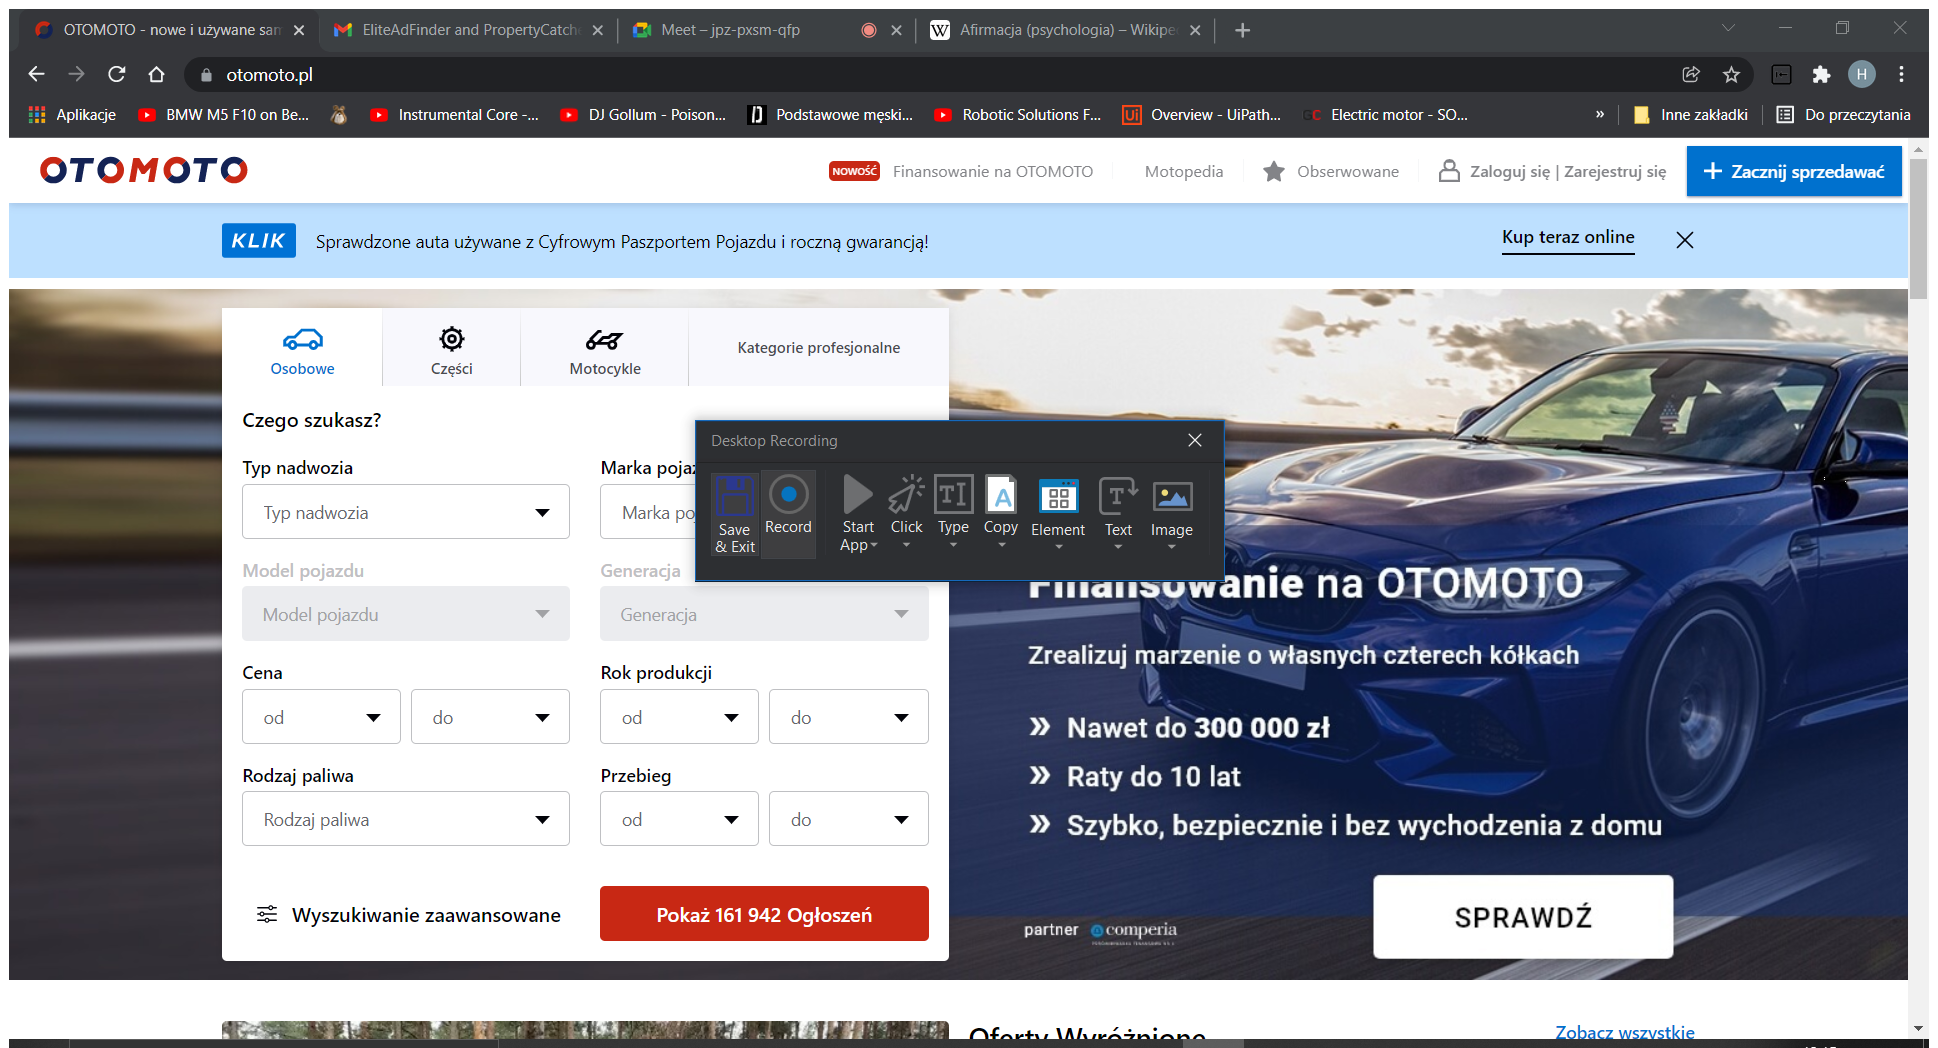 OTOMOTO - nowe i używane sam
EliteAdFinder and PropertyCatche
Meet – jpz-pxsm-qfp
Afirmacja (psychologia) – Wikipe
otomoto.pl
H
Aplikacje
BMW M5 F10 on Be...
Instrumental Core -...
DJ Gollum - Poison...
Podstawowe męski...
Robotic Solutions F...
Overview - UiPath...
Electric motor - SO...
»
Inne zakładki
Do przeczytania
OTOMOTO
NOWOŚĆ Finansowanie na OTOMOTO
Motopedia
Obserwowane
Zaloguj się | Zarejestruj się
+ Zacznij sprzedawać
KLIK Sprawdzone auta używane z Cyfrowym Paszportem Pojazdu i roczną gwarancją!
Kup teraz online
Osobowe
Części
Motocykle
Kategorie profesjonalne
Czego szukasz?
Typ nadwozia
Marka pojaz
Typ nadwozia
Marka po
Desktop Recording
Save & Exit
Record
Start App
Click
Type
Copy
Element
Text
Image
Model pojazdu
Generacja
Model pojazdu
Generacja
Cena
Rok produkcji
od
do
od
do
Rodzaj paliwa
Przebieg
Rodzaj paliwa
od
do
Wyszukiwanie zaawansowane
Pokaż 161 942 Ogłoszeń
Finansowanie na OTOMOTO
Zrealizuj marzenie o własnych czterech kółkach
» Nawet do 300 000 zł
» Raty do 10 lat
» Szybko, bezpiecznie i bez wychodzenia z domu
partner comperia
SPRAWDŹ
Oferty Wyróżnione
Zobacz wszystkie